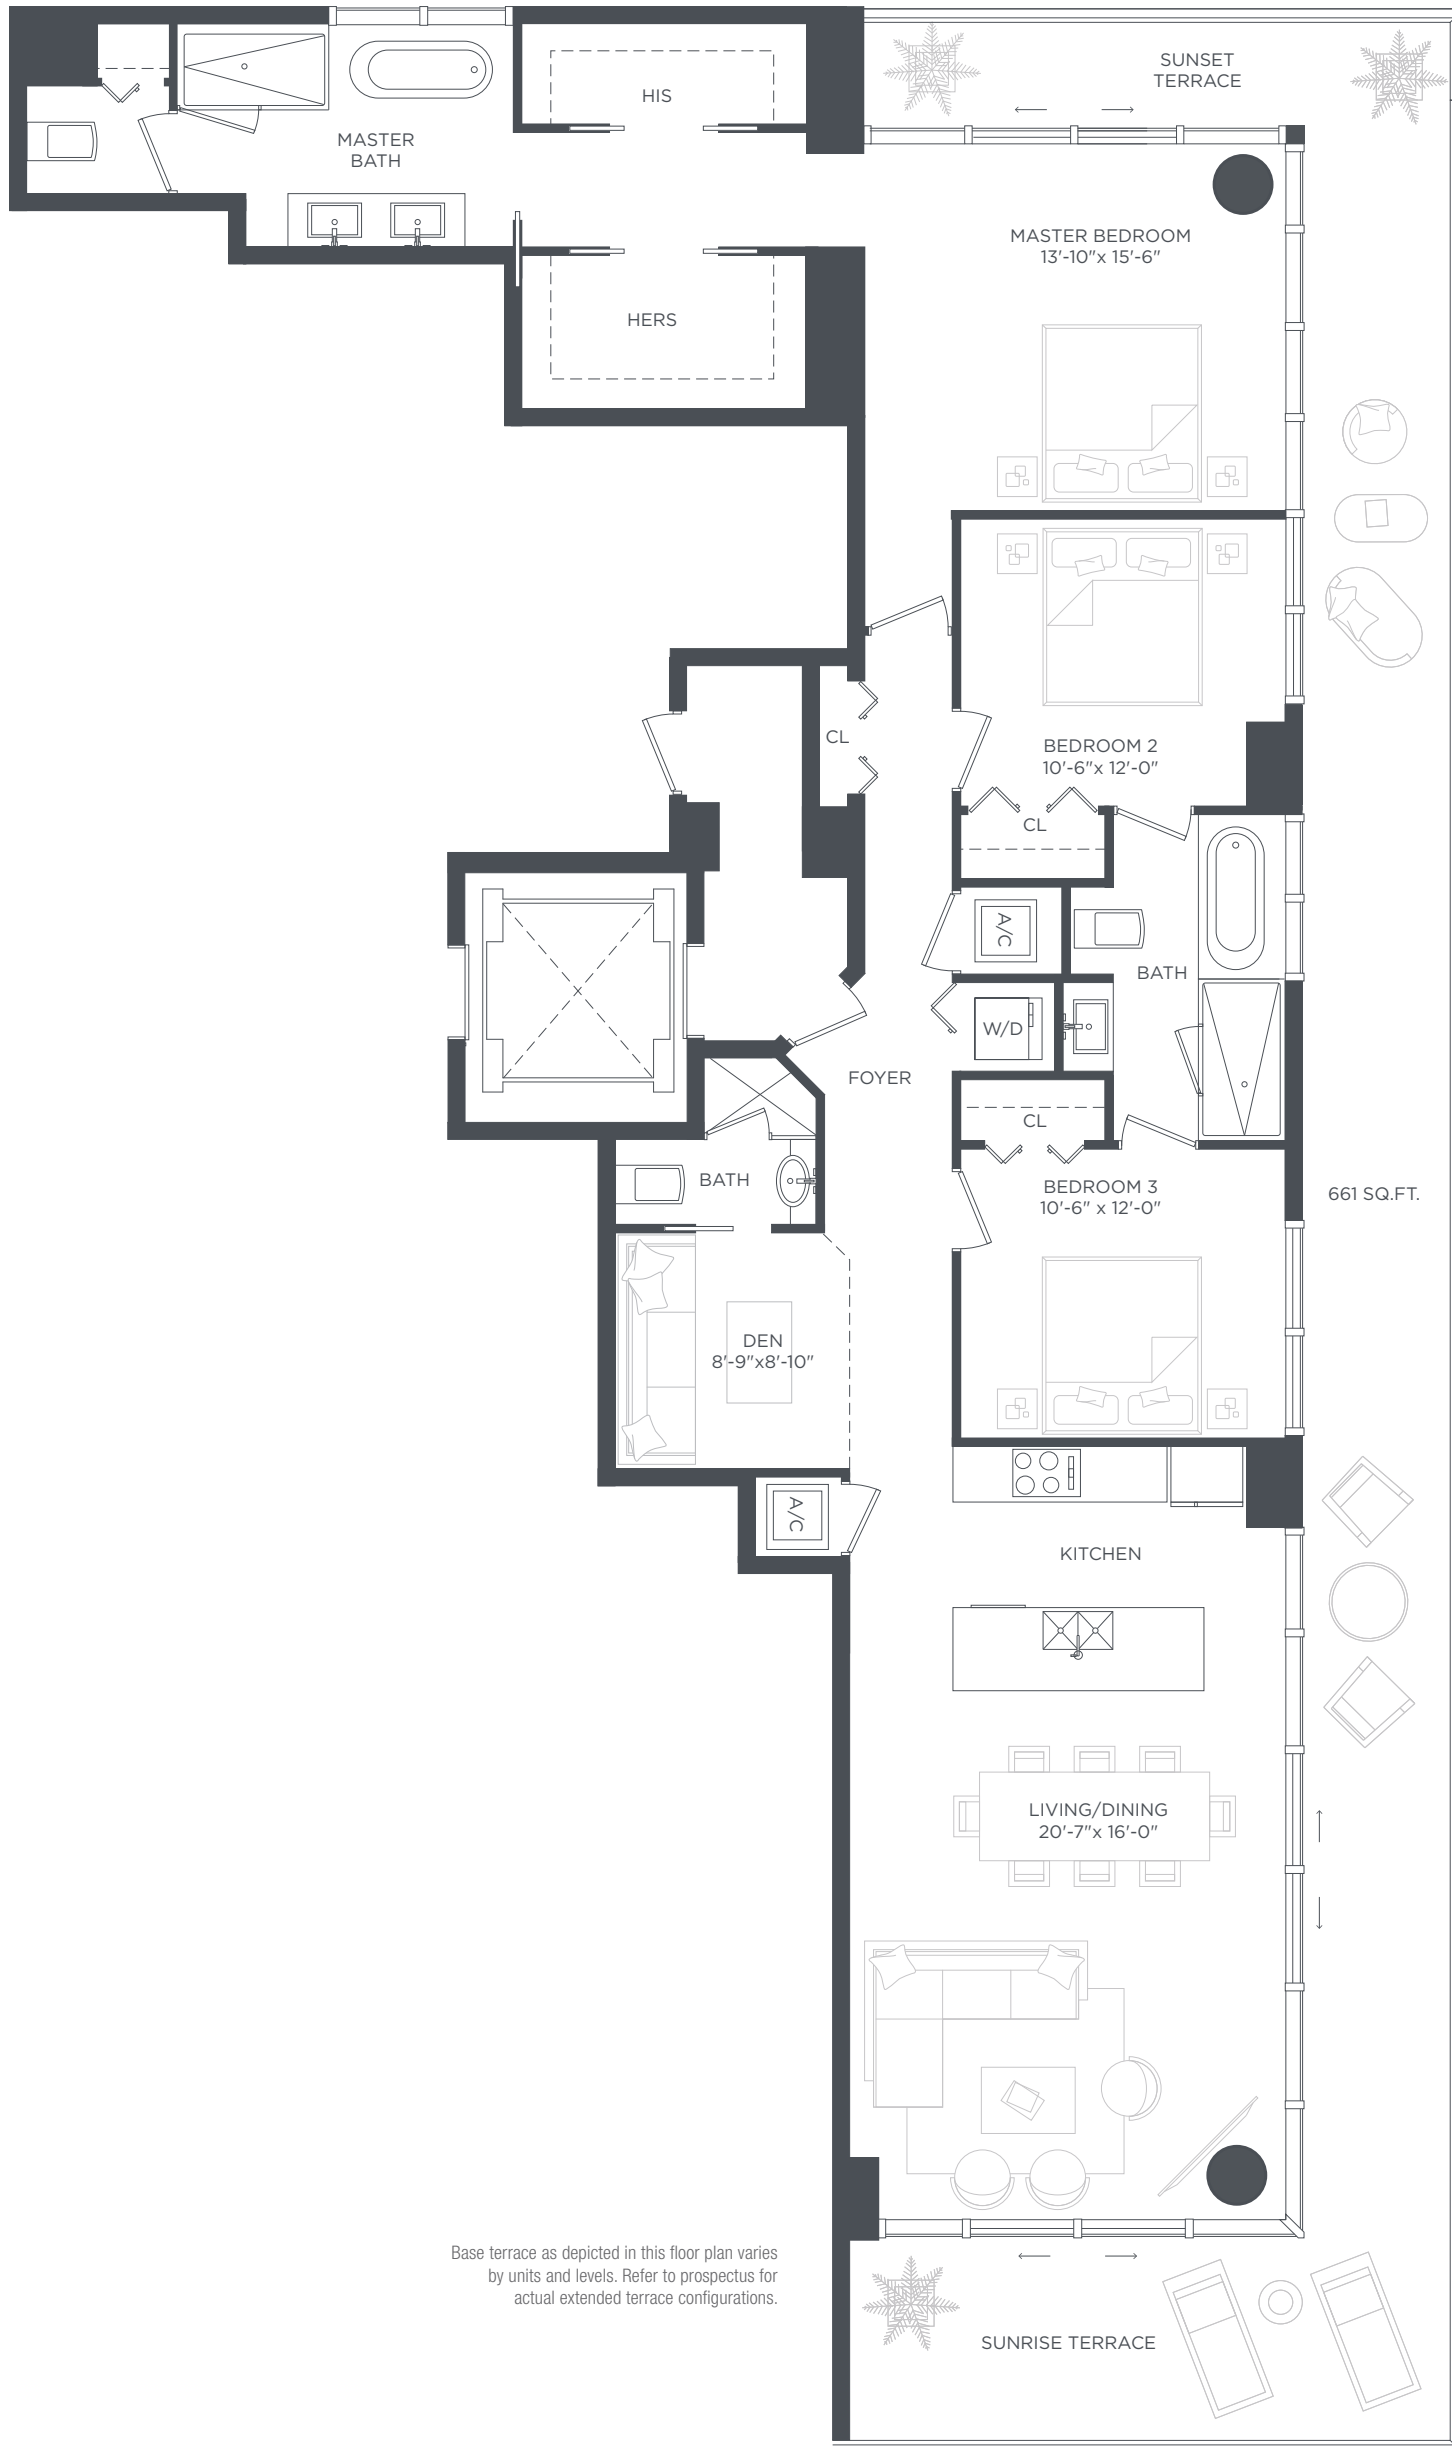 SUNSET
TERRACE
HIS
MASTER
BATH
MASTER BEDROOM
13'-10"x 15'-6"
HERS
CL
BEDROOM 2
10'-6"x 12'-0"
CL
A/C
BATH
W/D
FOYER
CL
BATH
BEDROOM 3
10'-6" x 12'-0"
661 SQ.FT.
DEN
8'-9"x8'-10"
A/C
KITCHEN
LIVING/DINING
20'-7"x 16'-0"
Base terrace as depicted in this floor plan varies
by units and levels. Refer to prospectus for
actual extended terrace configurations.
SUNRISE TERRACE